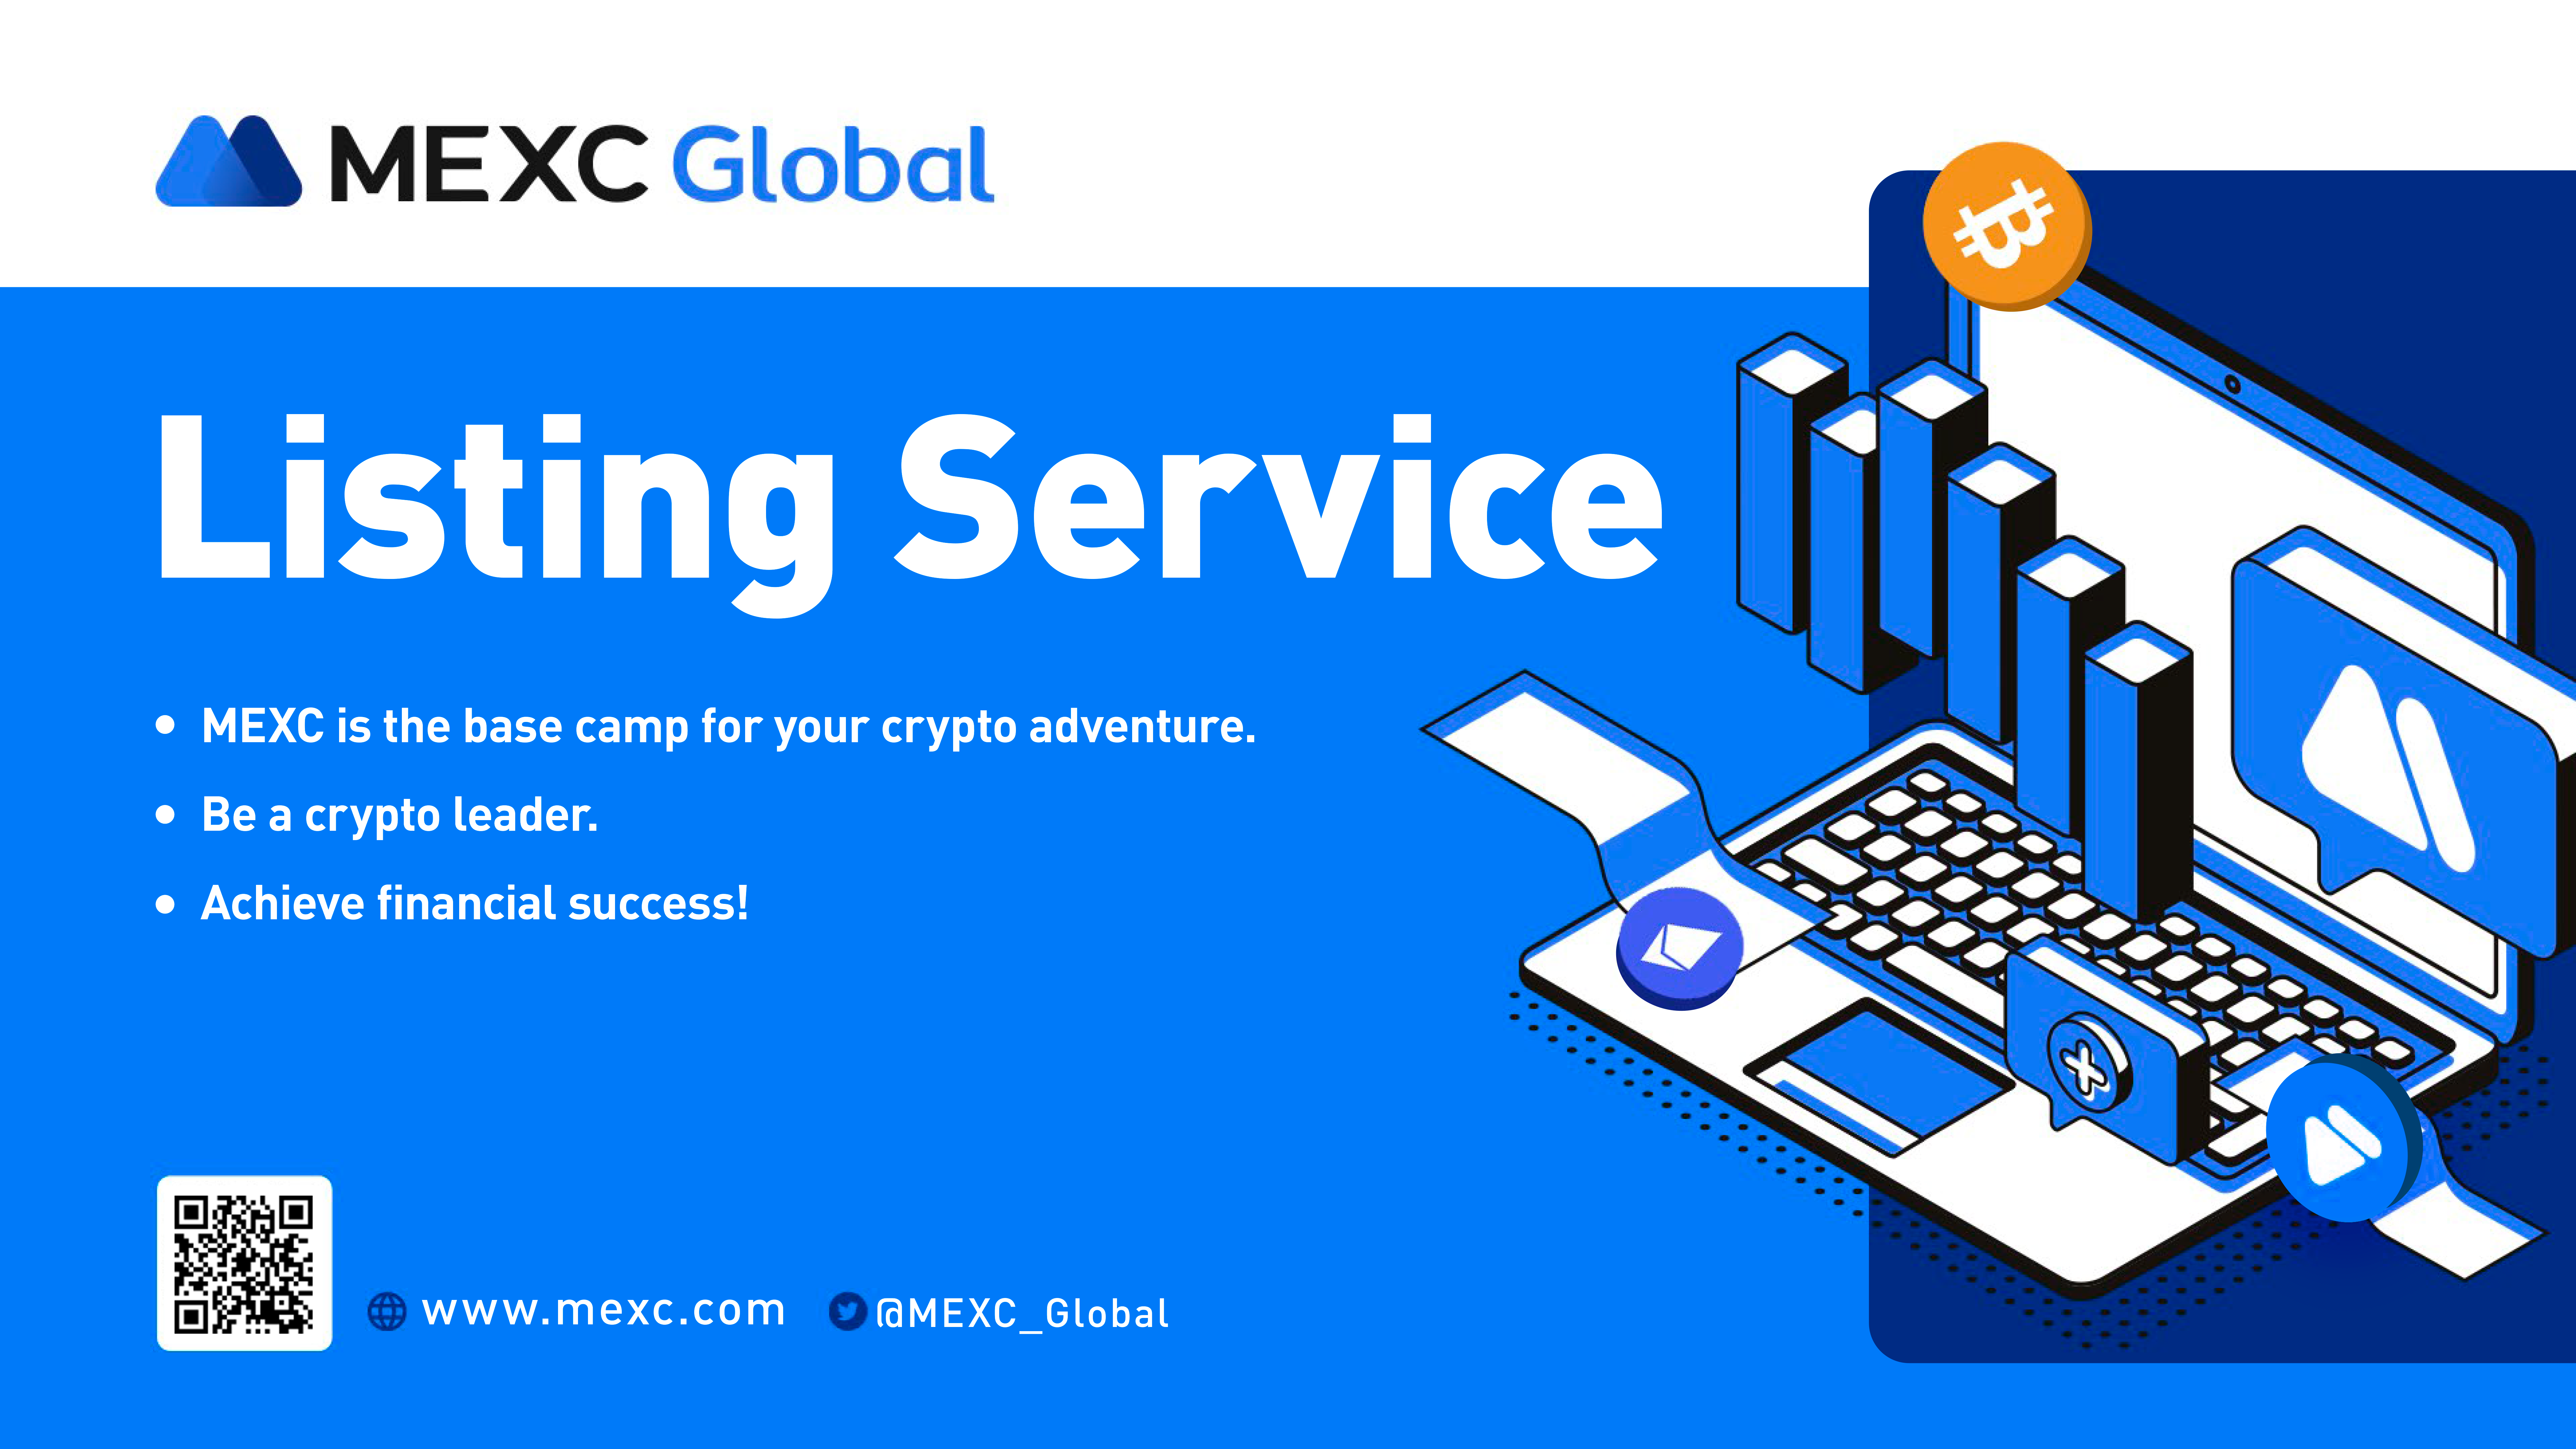 MEXC Global
Listing Service
• MEXC is the base camp for your crypto adventure.
• Be a crypto leader.
• Achieve financial success!
www.mexc.com @MEXC_Global